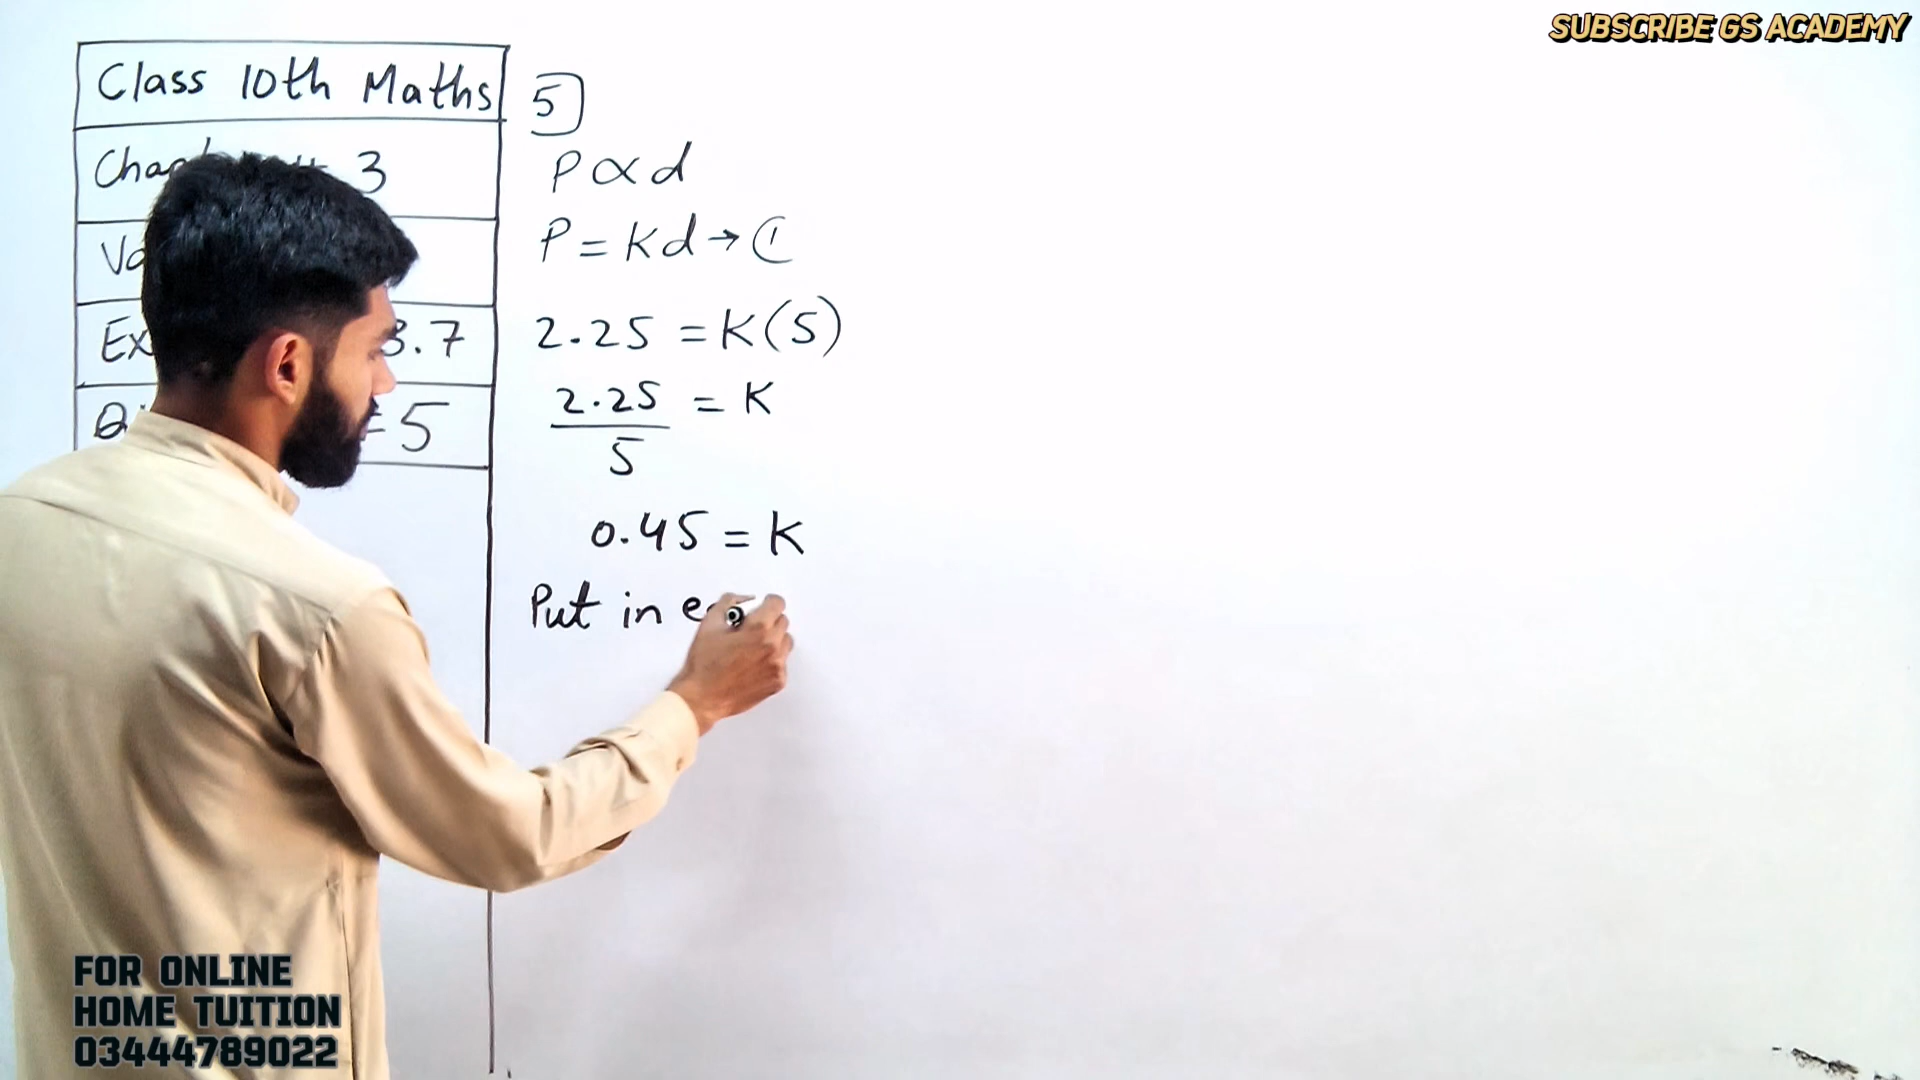 SUBSCRIBE GS ACADEMY
Class 10th Maths
3
3.7
5
5
P ∝ d
P = Kd → ①
2.25 = K(5)
2.25 / 5 = K
0.45 = K
Put in
FOR ONLINE
HOME TUITION
03444789022